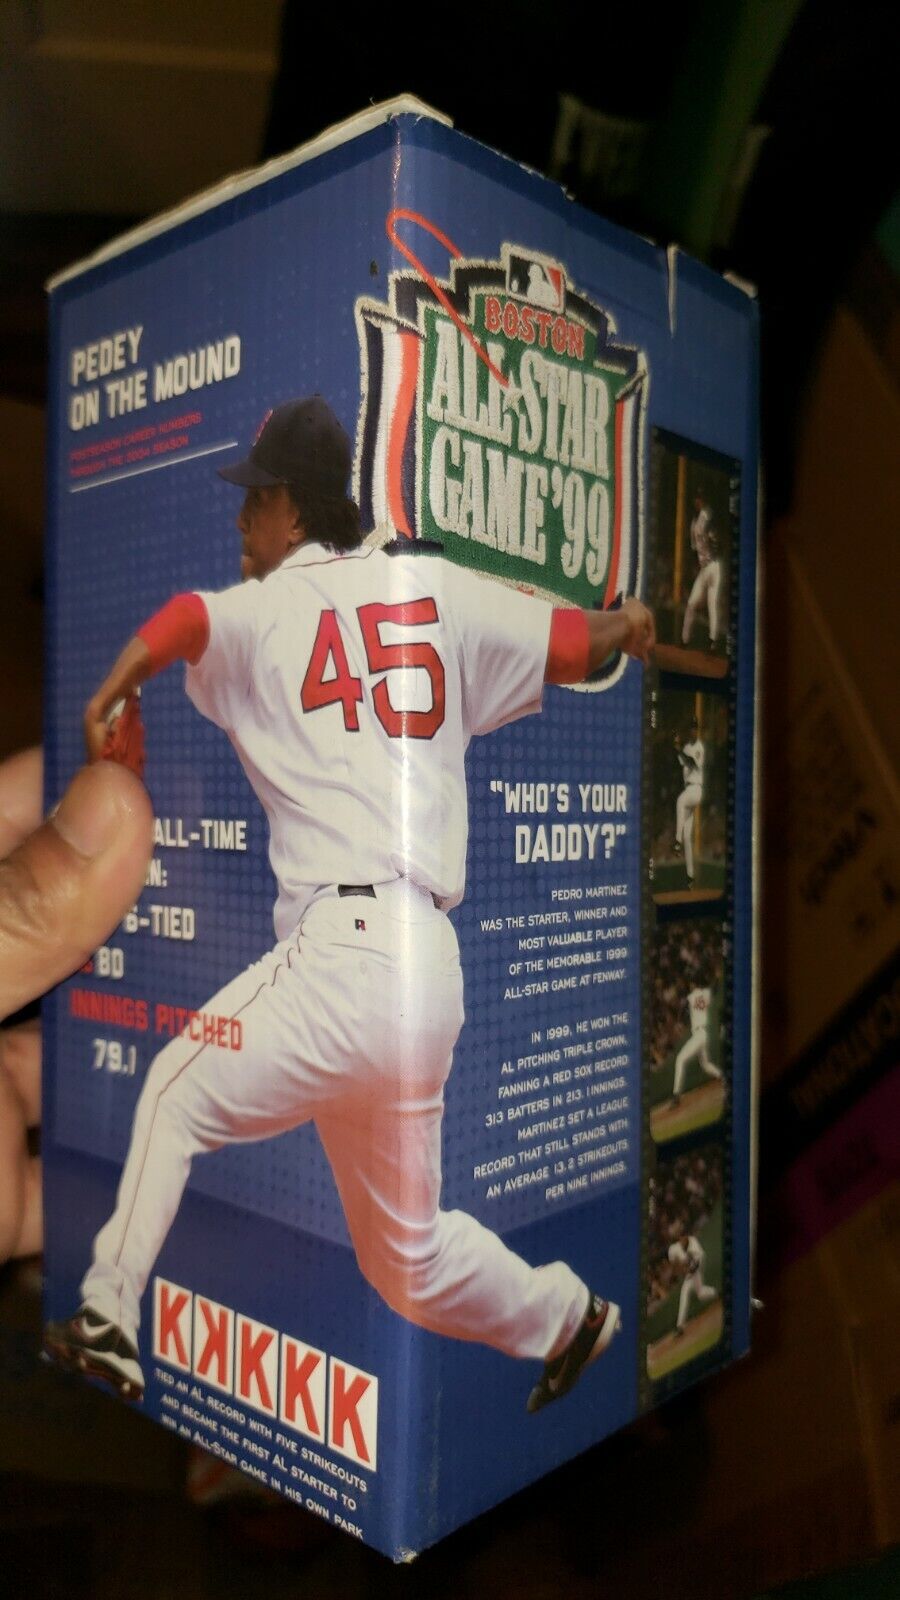 PEDEY
ON THE MOUND
POSTSEASON CAREER NUMBERS
THROUGH THE 2004 SEASON
ALL-TIME
6-TIED
80
INNINGS PITCHED
79.1
KKKKK
TIED AN AL RECORD WITH FIVE STRIKEOUTS
AND BECAME THE FIRST AL STARTER TO
WIN AN ALL-STAR GAME IN HIS OWN PARK
45
BOSTON
ALL-STAR
GAME '99
"WHO'S YOUR
DADDY?"
PEDRO MARTINEZ
WAS THE STARTER, WINNER AND
MOST VALUABLE PLAYER
OF THE MEMORABLE 1999
ALL-STAR GAME AT FENWAY.
IN 1999, HE WON THE
AL PITCHING TRIPLE CROWN,
FANNING A RED SOX RECORD
313 BATTERS IN 213.1 INNINGS.
MARTINEZ SET A LEAGUE
RECORD THAT STILL STANDS WITH
AN AVERAGE 13.2 STRIKEOUTS
PER NINE INNINGS.